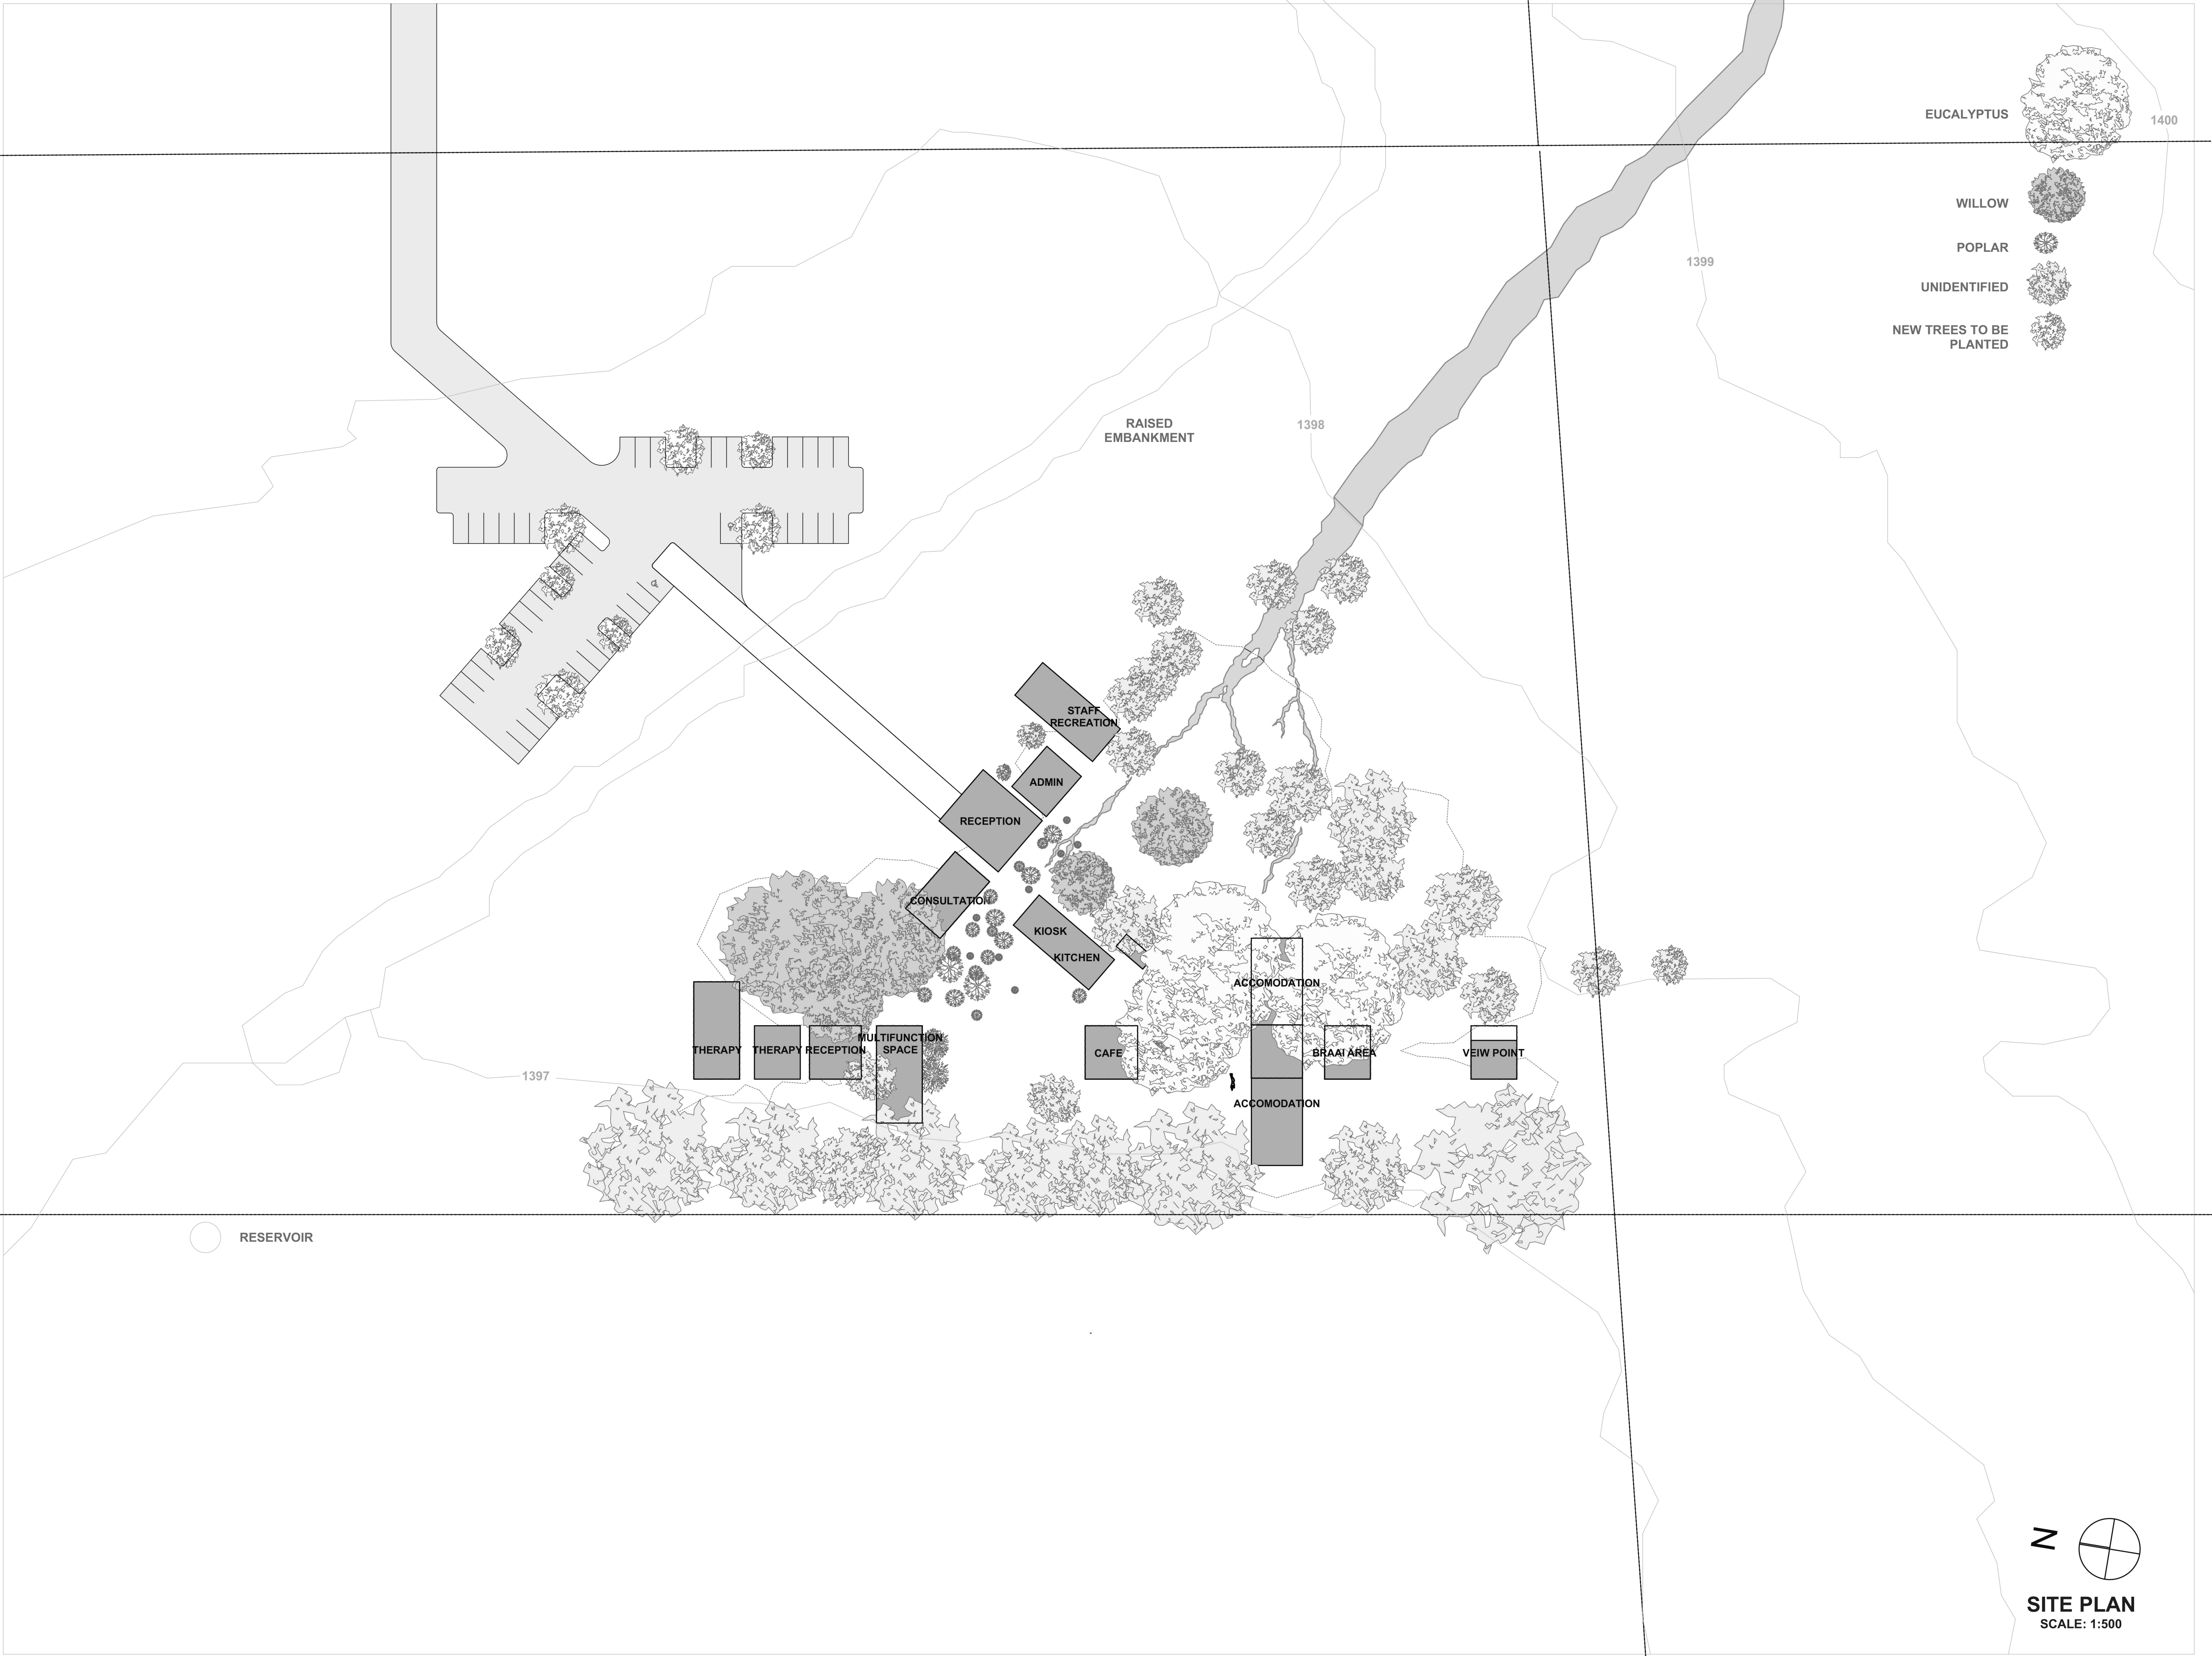 EUCALYPTUS
1400
WILLOW
POPLAR
1399
UNIDENTIFIED
NEW TREES TO BE
PLANTED
RAISED
EMBANKMENT
1398
STAFF
RECREATION
ADMIN
RECEPTION
CONSULTATION
KIOSK
KITCHEN
ACCOMODATION
MULTIFUNCTION
SPACE
THERAPY
THERAPY
RECEPTION
CAFE
BRAAI AREA
VEIW POINT
1397
ACCOMODATION
RESERVOIR
N
SITE PLAN
SCALE: 1:500